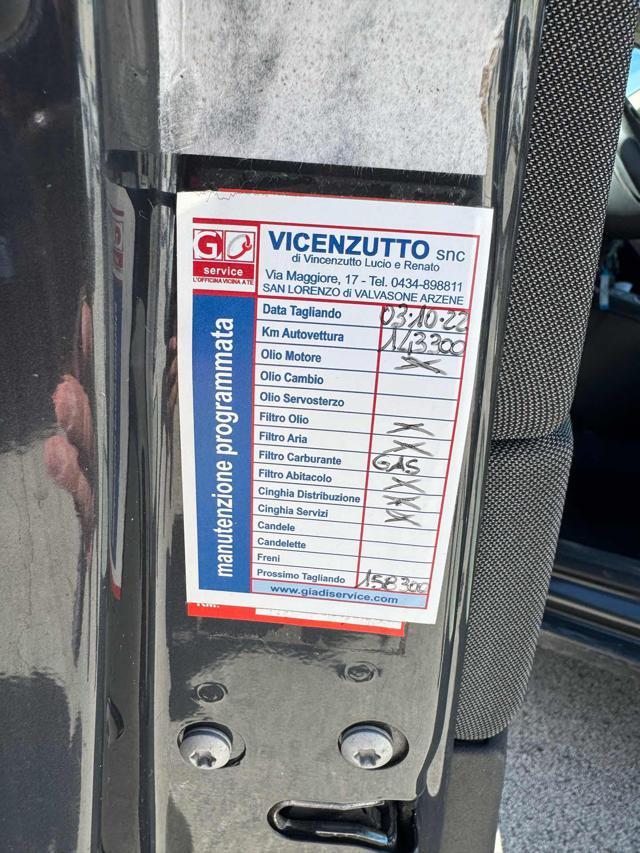 GD
service
L'OFFICINA VICINA A TE
VICENZUTTO snc
di Vincenzutto Lucio e Renato
Via Maggiore, 17 - Tel. 0434-898811
SAN LORENZO di VALVASONE ARZENE
manutenzione programmata
Data Tagliando 03.10.22
Km Autovettura 143300
Olio Motore X
Olio Cambio
Olio Servosterzo
Filtro Olio X
Filtro Aria X
Filtro Carburante GAS
Filtro Abitacolo X
Cinghia Distribuzione X
Cinghia Servizi X
Candele
Candelette
Freni
Prossimo Tagliando 158300
www.giadiservice.com
KM: